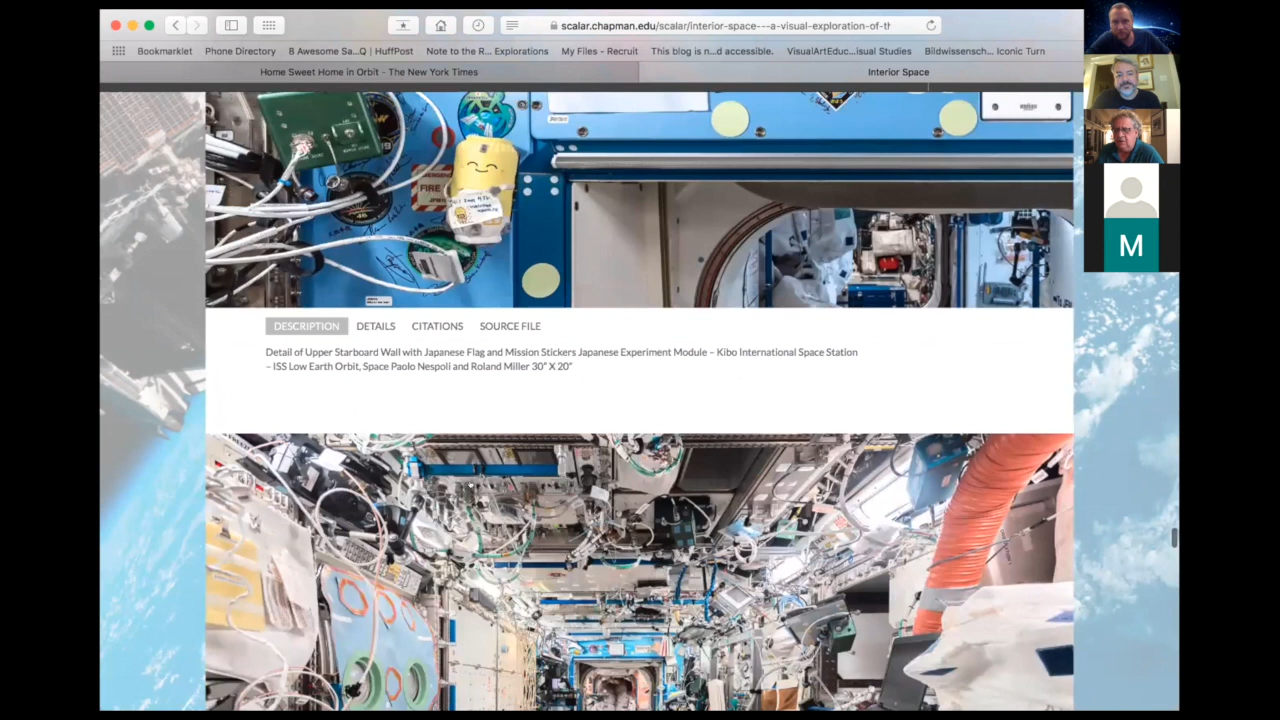 scalar.chapman.edu/scalar/interior-space---a-visual-exploration-of-th
Bookmarklet Phone Directory 8 Awesome Sa...Q | HuffPost Note to the R... Explorations My Files - Recruit This blog is n...d accessible. VisualArtEduc...isual Studies Bildwissensch... Iconic Turn
Home Sweet Home in Orbit - The New York Times Interior Space
FIRE
46
DESCRIPTION DETAILS CITATIONS SOURCE FILE
Detail of Upper Starboard Wall with Japanese Flag and Mission Stickers Japanese Experiment Module – Kibo International Space Station
– ISS Low Earth Orbit, Space Paolo Nespoli and Roland Miller 30” X 20”
M